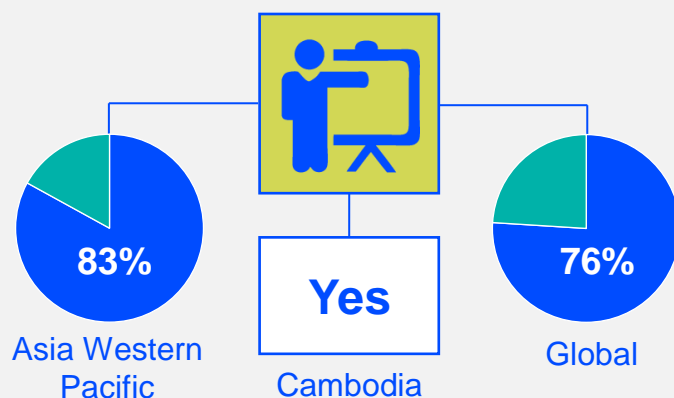 83%
Asia Western
Pacific
Yes
Cambodia
76%
Global